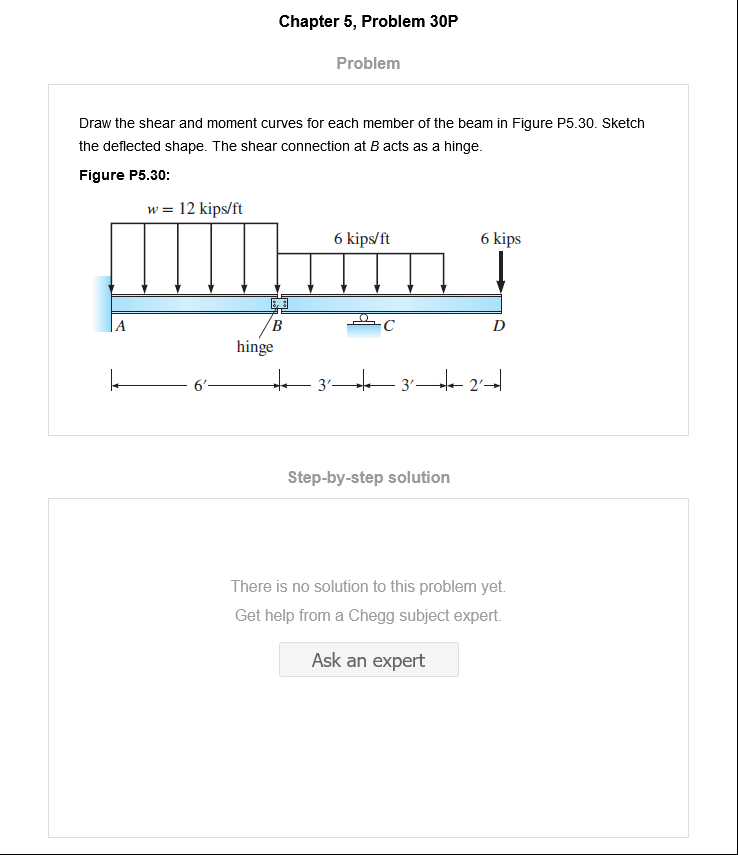 Chapter 5, Problem 30P
Problem
Draw the shear and moment curves for each member of the beam in Figure P5.30. Sketch
the deflected shape. The shear connection at B acts as a hinge.
Figure P5.30:
w = 12 kips/ft
6 kips/ft
6 kips
A
B
C
D
hinge
6′
3′
3′
2′
Step-by-step solution
There is no solution to this problem yet.
Get help from a Chegg subject expert.
Ask an expert